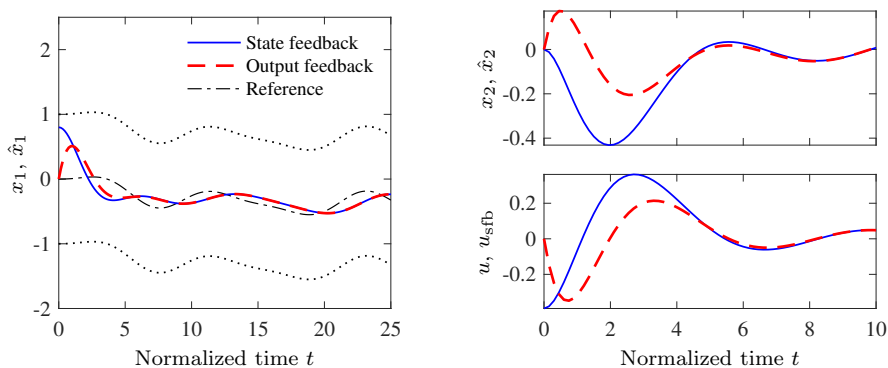 2
1
0
-1
-2
x₁, x̂₁
State feedback
Output feedback
Reference
0 5 10 15 20 25
Normalized time t
0
-0.2
-0.4
x₂, x̂₂
0.2
0
-0.2
u, u_sfb
0 2 4 6 8 10
Normalized time t